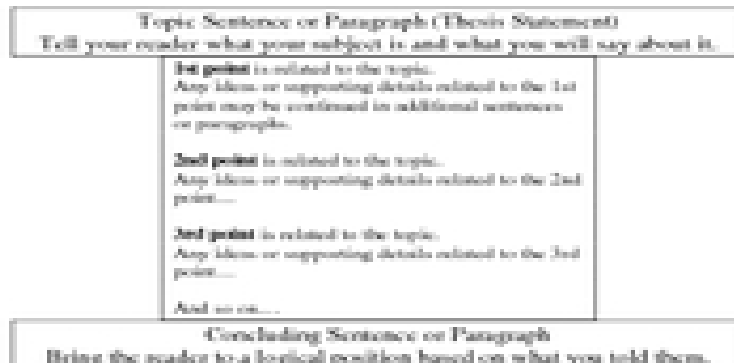 Topic Sentence or Paragraph (Thesis Statement)
Tell your reader what your subject is and what you will say about it.
1st point is related to the topic.
Any ideas or supporting details related to the 1st
point may be continued in additional sentences
or paragraphs.
2nd point is related to the topic.
Any ideas or supporting details related to the 2nd
point....
3rd point is related to the topic.
Any ideas or supporting details related to the 3rd
point....
And so on....
Concluding Sentence or Paragraph
Bring the reader to a logical position based on what you told them.